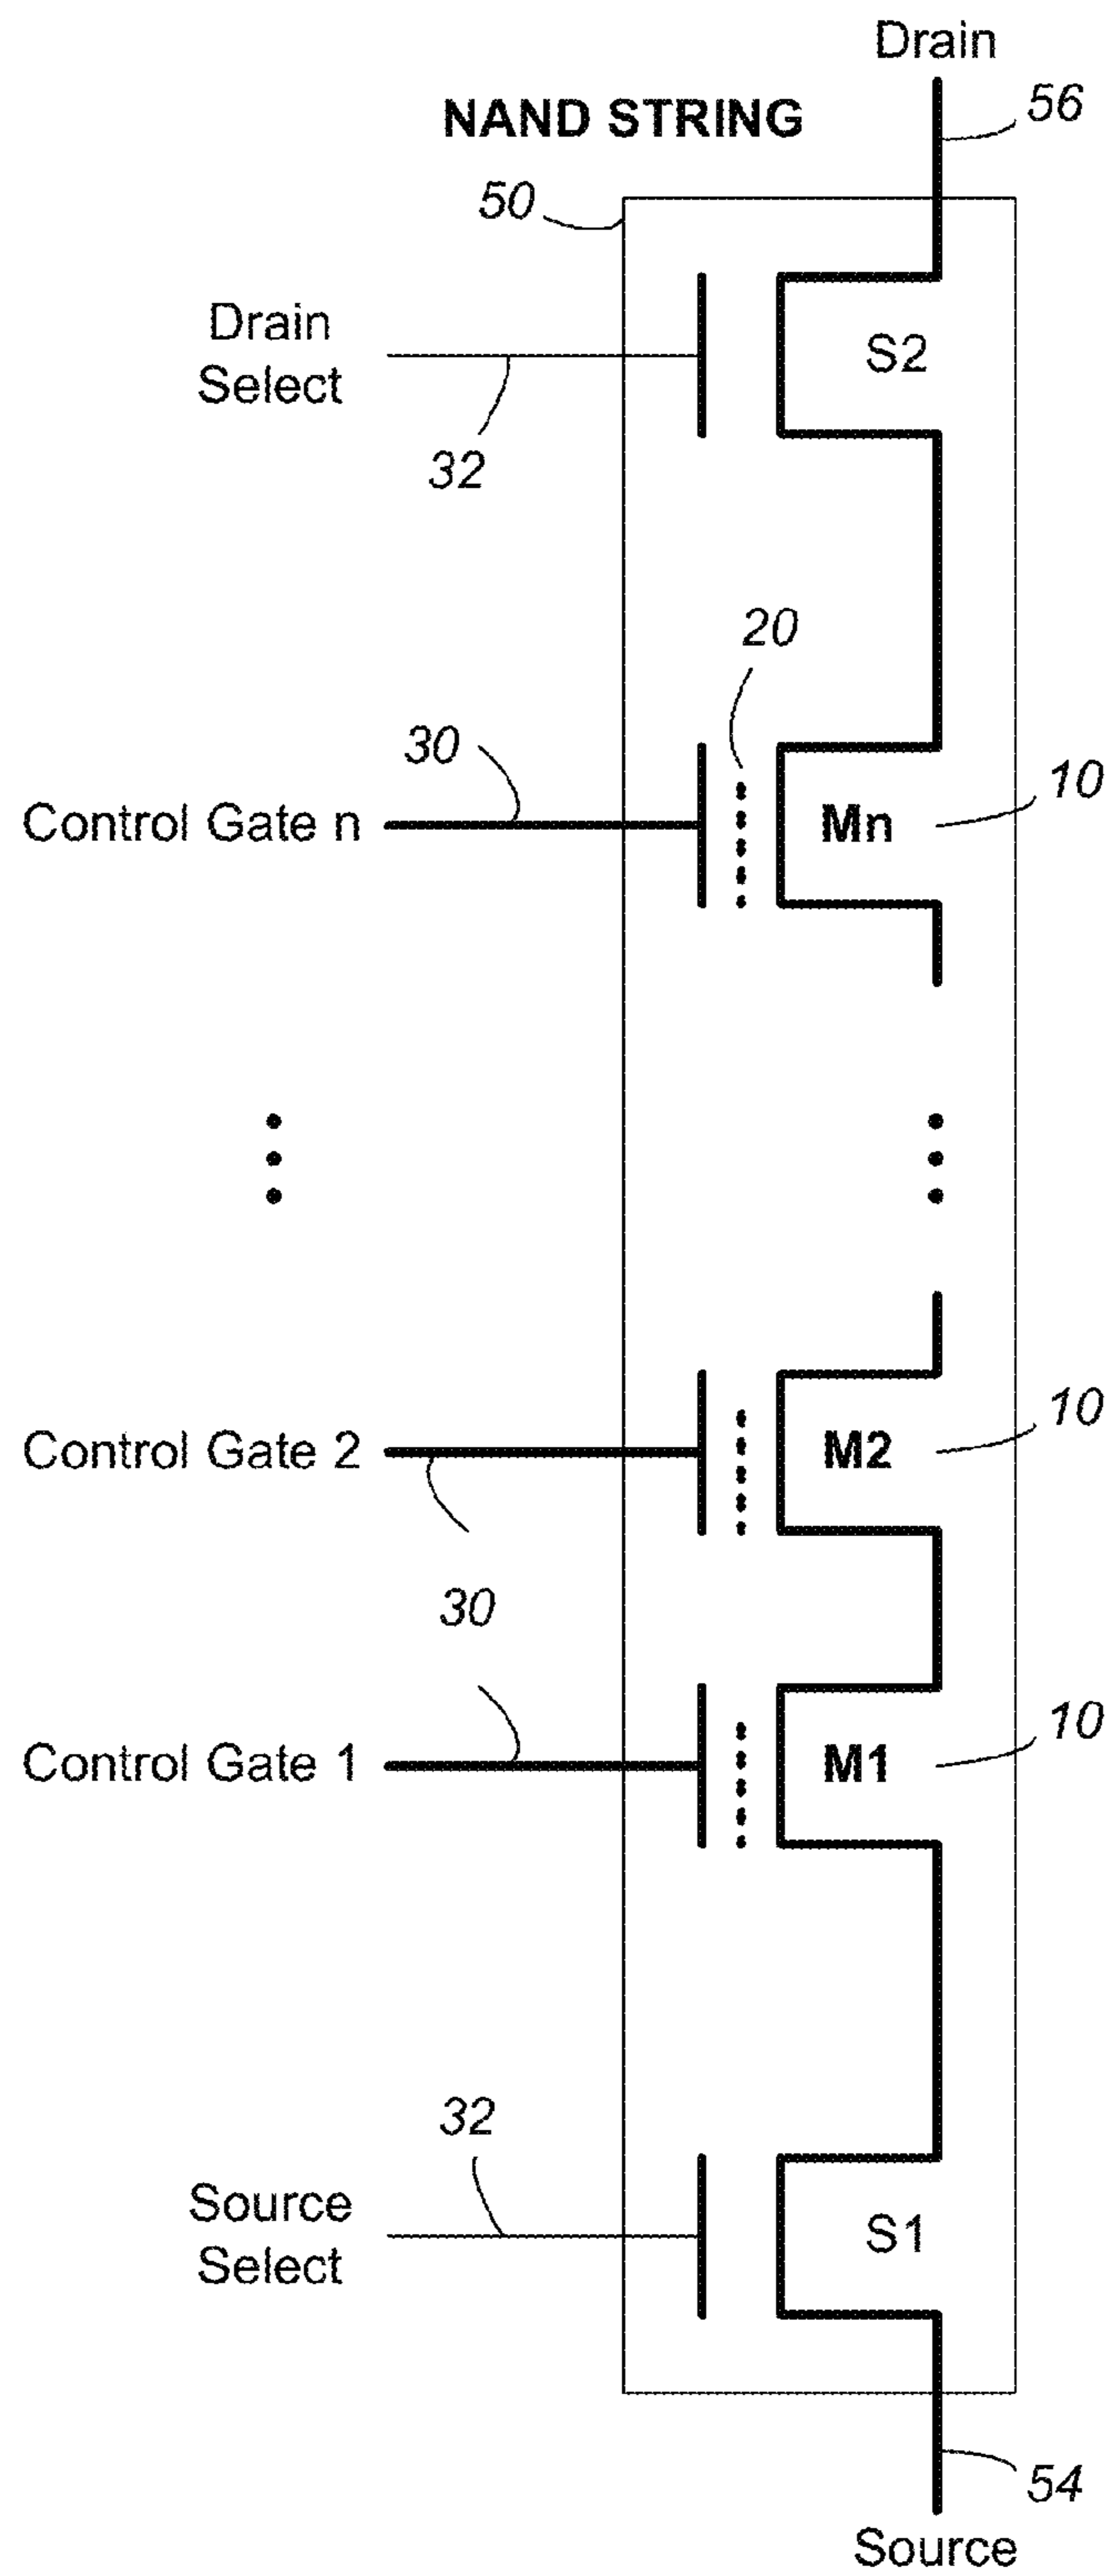 Drain
56
NAND STRING
50
Drain
Select
S2
32
20
30
10
Control Gate n
Mn
10
Control Gate 2
M2
30
10
Control Gate 1
M1
32
Source
Select
S1
54
Source